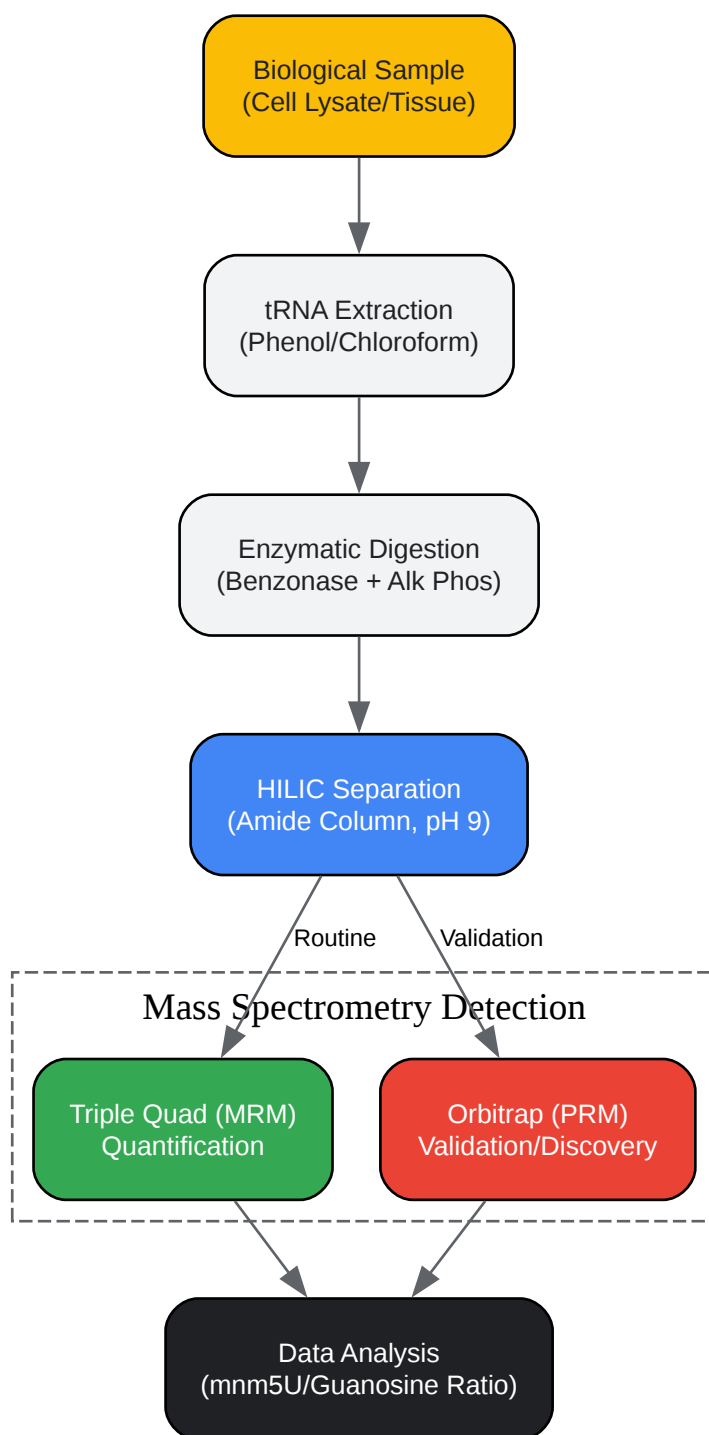 Biological Sample
(Cell Lysate/Tissue)
tRNA Extraction
(Phenol/Chloroform)
Enzymatic Digestion
(Benzonase + Alk Phos)
HILIC Separation
(Amide Column, pH 9)
Routine
Validation
Mass Spectrometry Detection
Triple Quad (MRM)
Quantification
Orbitrap (PRM)
Validation/Discovery
Data Analysis
(mnm5U/Guanosine Ratio)